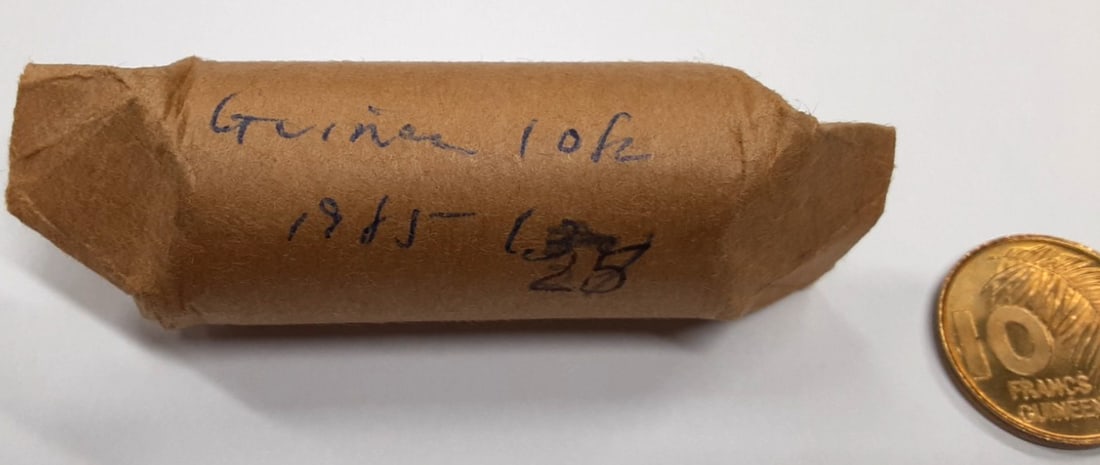 Guinea 10fr
1985
28
10
FRANCS
GUINEEN